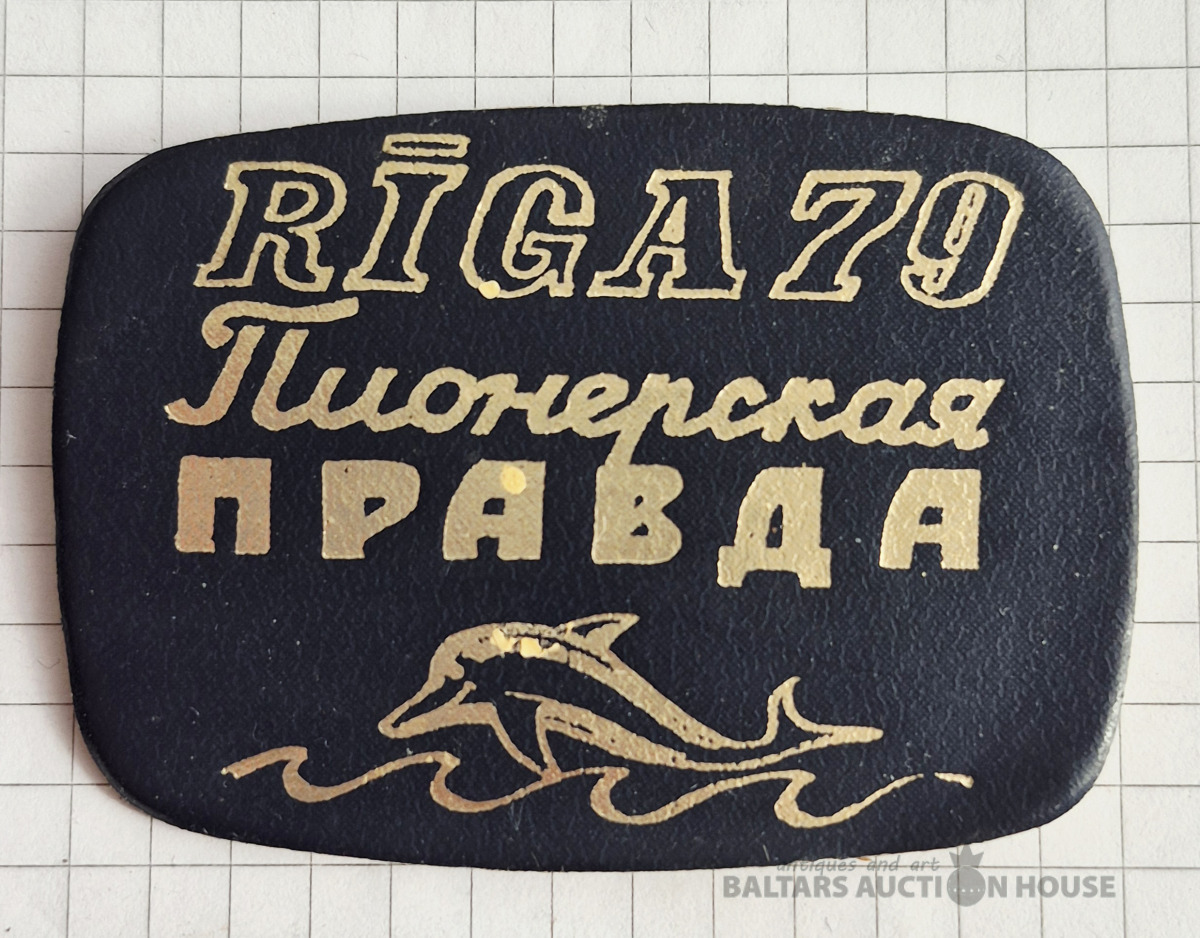 RĪGA 79
Пионерская
ПРАВДА
antiques and art
BALTARS AUCTION HOUSE